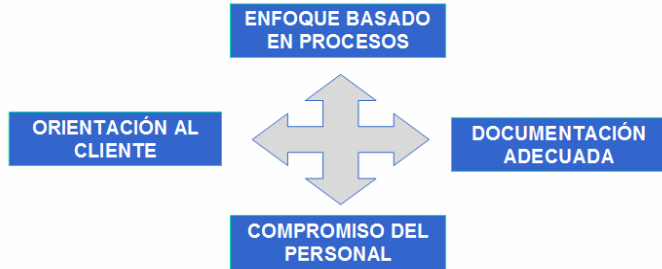 ENFOQUE BASADO
EN PROCESOS
ORIENTACIÓN AL
CLIENTE
DOCUMENTACIÓN
ADECUADA
COMPROMISO DEL
PERSONAL